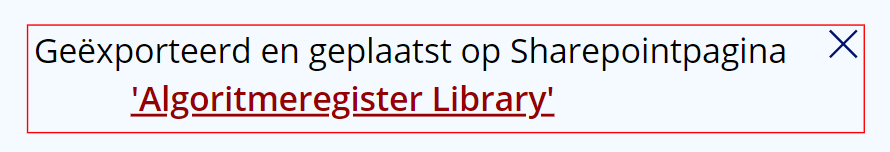 Geëxporteerd en geplaatst op Sharepointpagina
'Algoritmeregister Library'